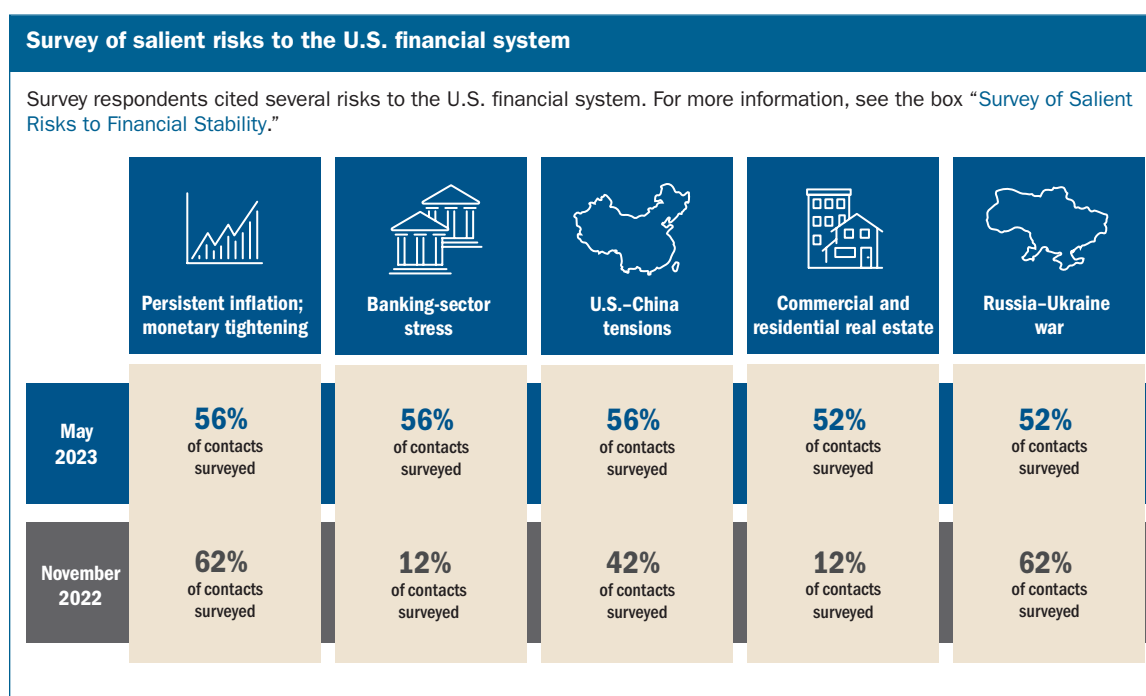 Survey of salient risks to the U.S. financial system
Survey respondents cited several risks to the U.S. financial system. For more information, see the box “Survey of Salient
Risks to Financial Stability.”
Persistent inflation;
monetary tightening
Banking-sector
stress
U.S.–China
tensions
Commercial and
residential real estate
Russia–Ukraine
war
May
2023
56%
of contacts
surveyed
56%
of contacts
surveyed
56%
of contacts
surveyed
52%
of contacts
surveyed
52%
of contacts
surveyed
November
2022
62%
of contacts
surveyed
12%
of contacts
surveyed
42%
of contacts
surveyed
12%
of contacts
surveyed
62%
of contacts
surveyed